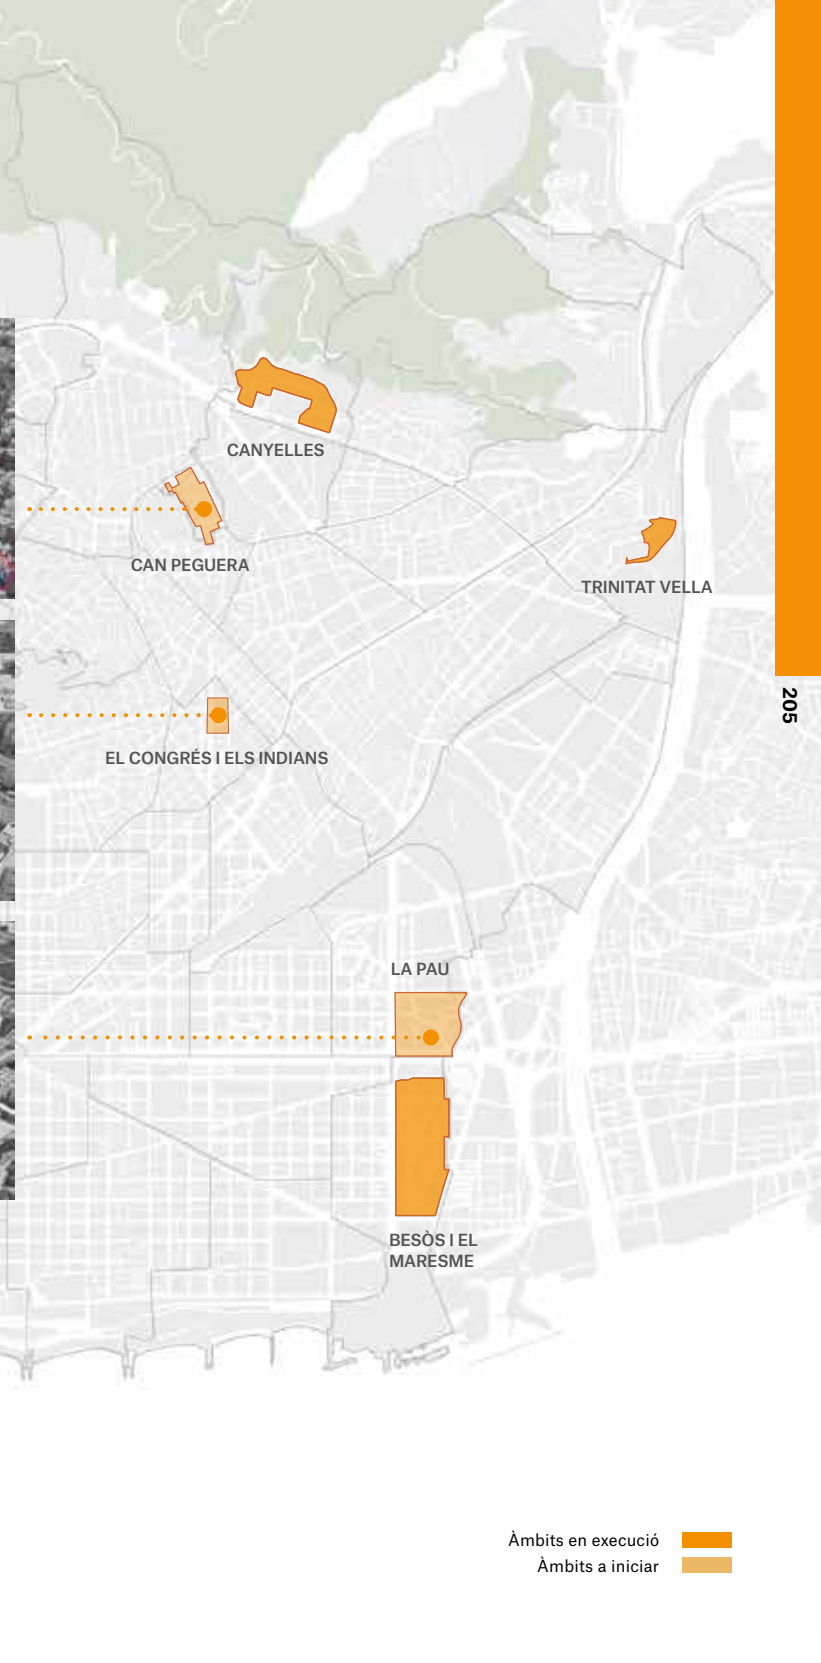 CANYELLES
CAN PEGUERA
TRINITAT VELLA
205
EL CONGRÉS I ELS INDIANS
LA PAU
BESÒS I EL
MARESME
Àmbits en execució
Àmbits a iniciar